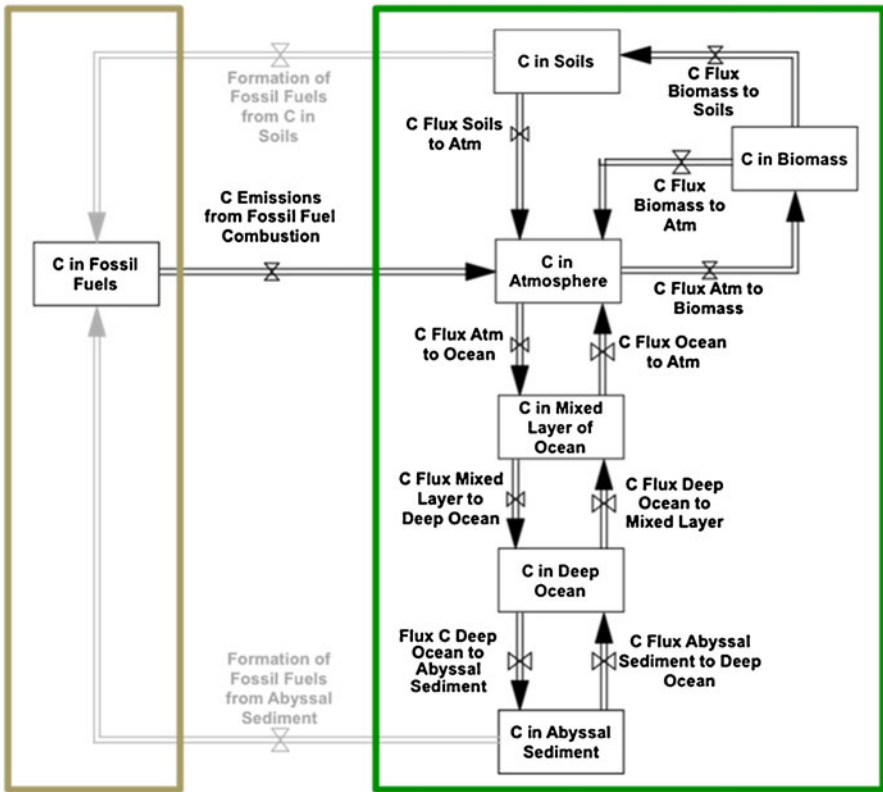 C in Soils
C Flux
Biomass to
Soils
Formation of
Fossil Fuels
from C in
Soils
C Flux Soils
to Atm
C in Biomass
C Flux
Biomass to
Atm
C Emissions
from Fossil Fuel
Combustion
C in Fossil
Fuels
C in
Atmosphere
C Flux Atm to
Biomass
C Flux Atm
to Ocean
C Flux Ocean
to Atm
C in Mixed
Layer of
Ocean
C Flux Mixed
Layer to
Deep Ocean
C Flux Deep
Ocean to
Mixed Layer
C in Deep
Ocean
Flux C Deep
Ocean to
Abyssal
Sediment
C Flux Abyssal
Sediment to Deep
Ocean
Formation of
Fossil Fuels
from Abyssal
Sediment
C in Abyssal
Sediment